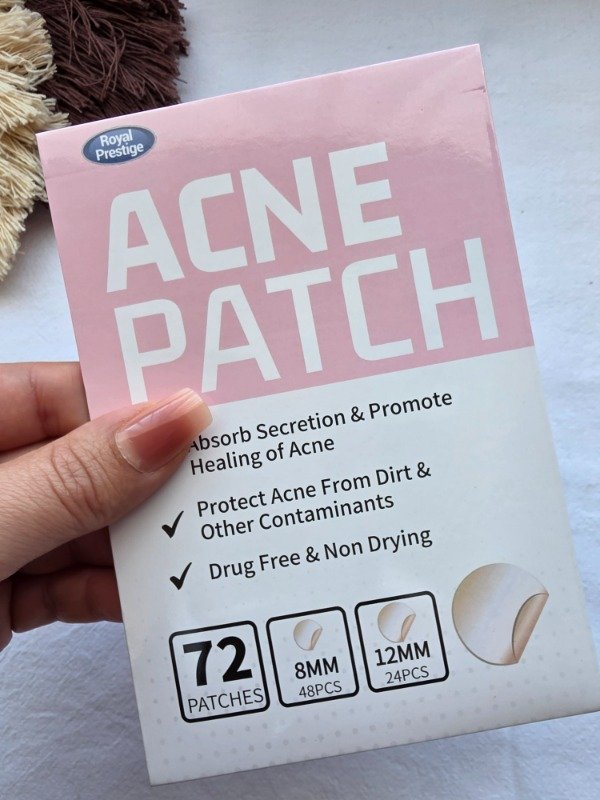 Royal
Prestige
ACNE
PATCH
Absorb Secretion & Promote
Healing of Acne
Protect Acne From Dirt &
Other Contaminants
Drug Free & Non Drying
72
PATCHES
8MM
48PCS
12MM
24PCS